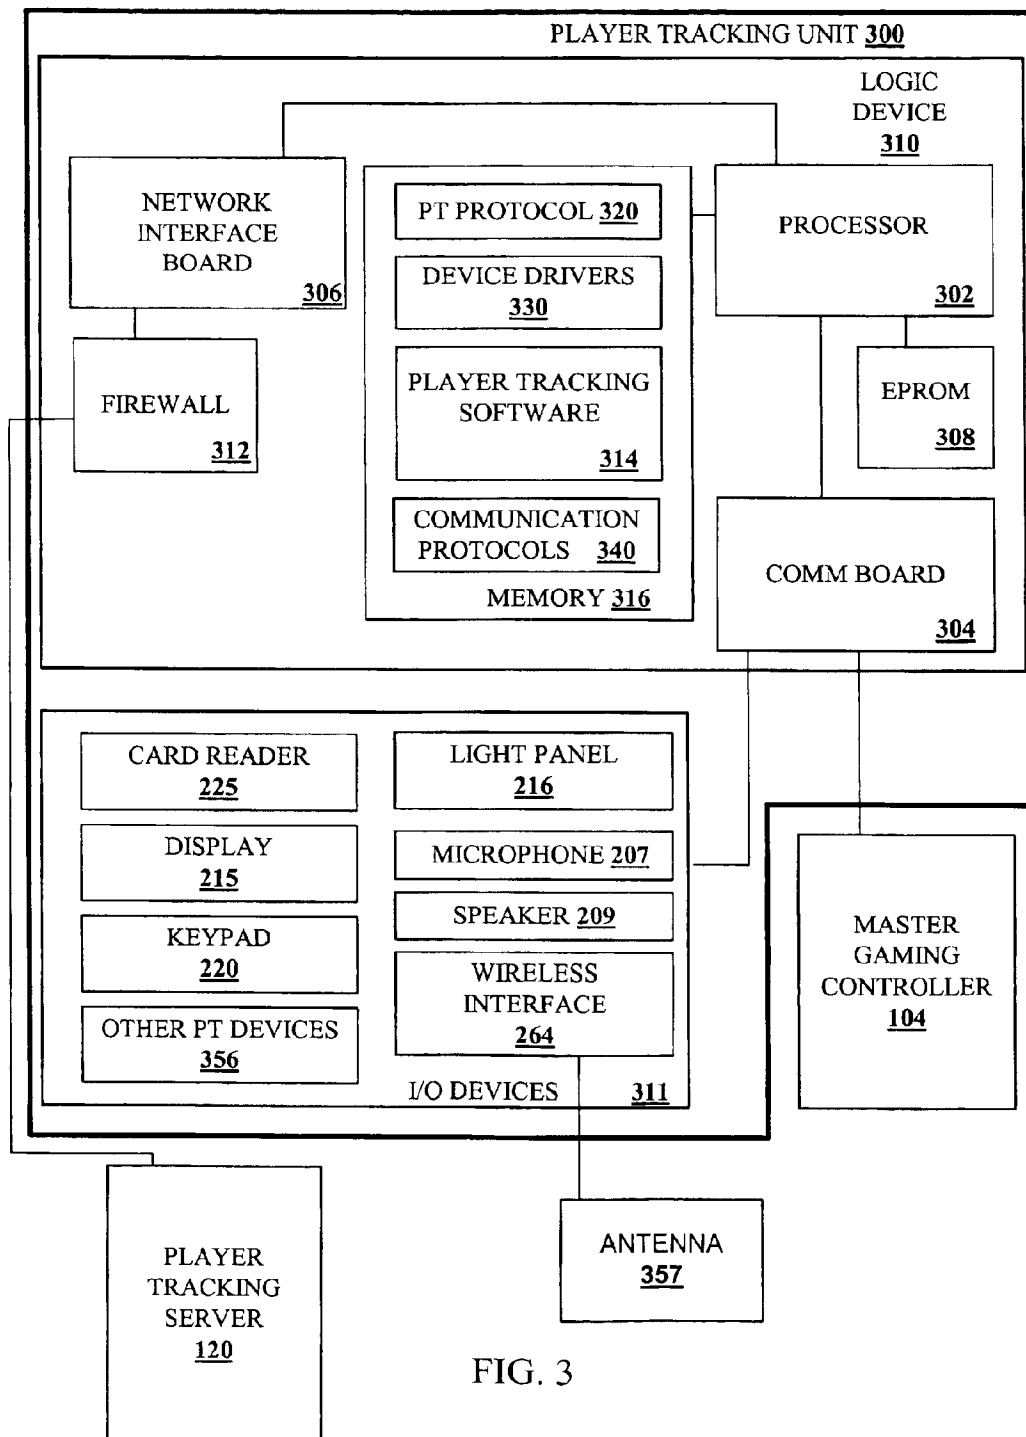 PLAYER TRACKING UNIT 300
LOGIC
DEVICE
310
NETWORK
INTERFACE
BOARD
306
PT PROTOCOL 320
DEVICE DRIVERS
330
PLAYER TRACKING
SOFTWARE
314
COMMUNICATION
PROTOCOLS 340
MEMORY 316
PROCESSOR
302
FIREWALL
312
EPROM
308
COMM BOARD
304
CARD READER
225
DISPLAY
215
KEYPAD
220
OTHER PT DEVICES
356
LIGHT PANEL
216
MICROPHONE 207
SPEAKER 209
WIRELESS
INTERFACE
264
I/O DEVICES 311
MASTER
GAMING
CONTROLLER
104
PLAYER
TRACKING
SERVER
120
ANTENNA
357
FIG. 3